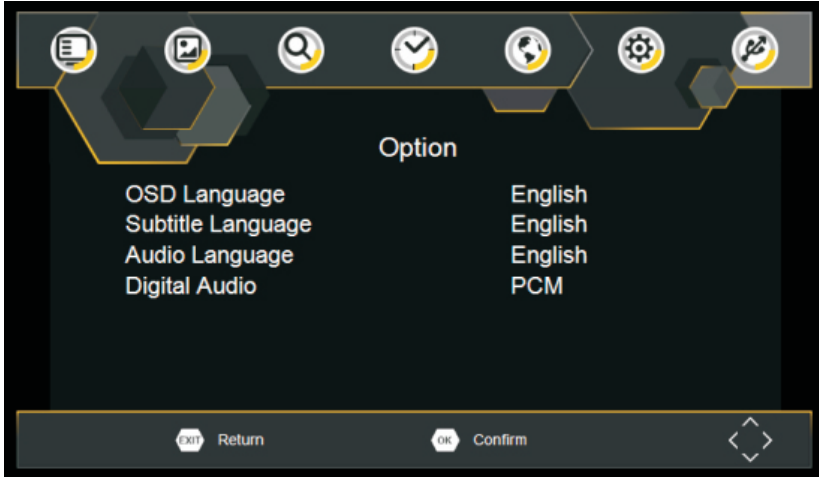 Option
OSD Language English
Subtitle Language English
Audio Language English
Digital Audio PCM
EXIT Return OK Confirm